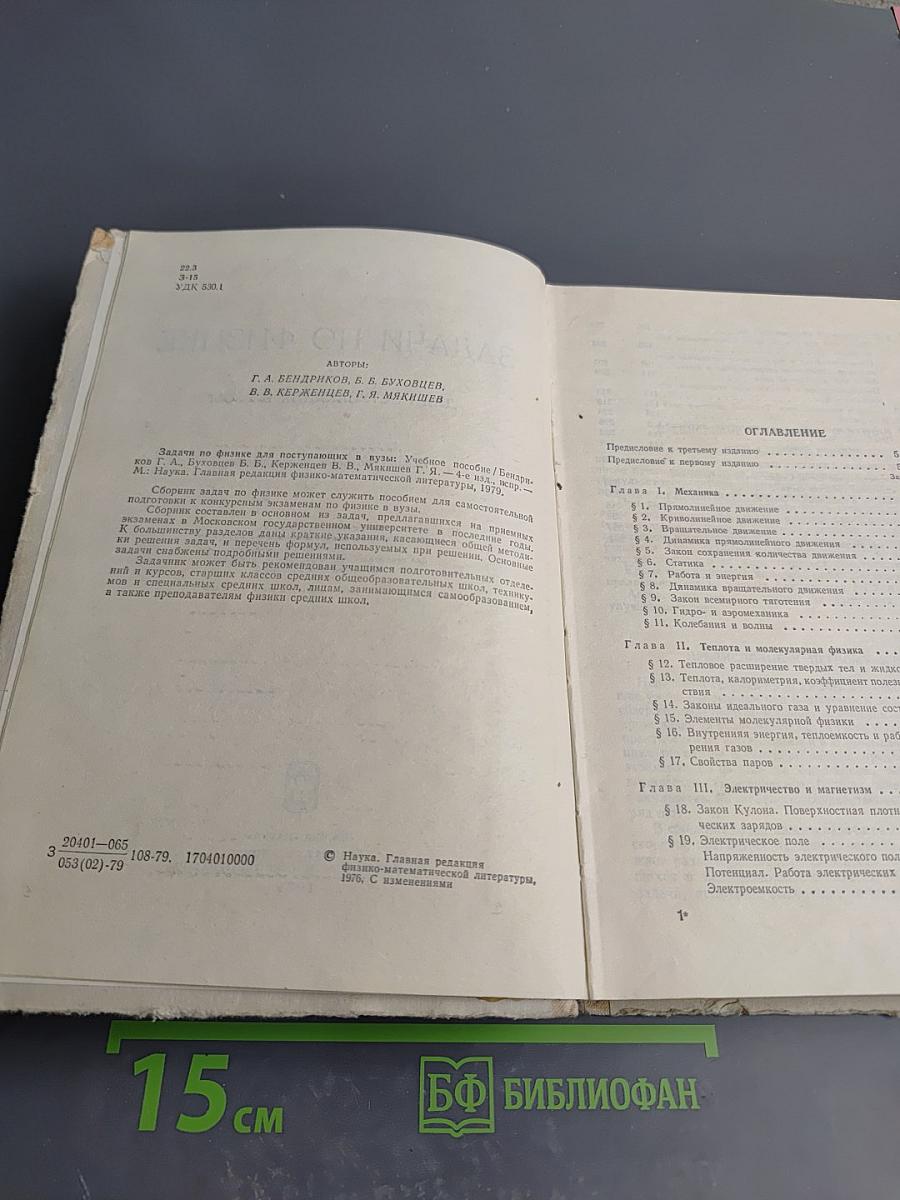 22.3
З-15
УДК 530.1
АВТОРЫ:
Г. А. БЕНДРИКОВ, Б. Б. БУХОВЦЕВ,
В. В. КЕРЖЕНЦЕВ, Г. Я. МЯКИШЕВ
Задачи по физике для поступающих в вузы: Учебное пособие/Бендри-
ков Г. А., Буховцев Б. Б., Керженцев В. В., Мякишев Г. Я. — 4-е изд., испр. —
М.: Наука. Главная редакция физико-математической литературы, 1979.
Сборник задач по физике может служить пособием для самостоятельной
подготовки к конкурсным экзаменам по физике в вузы.
Сборник составлен в основном из задач, предлагавшихся на приемных
экзаменах в Московском государственном университете в последние годы.
К большинству разделов даны краткие указания, касающиеся общей методи-
ки решения задач, и перечень формул, используемых при решении. Основные
задачи снабжены подробными решениями.
Задачник может быть рекомендован учащимся подготовительных отделе-
ний и курсов, старших классов средних общеобразовательных школ, технику-
мов и специальных средних школ, лицам, занимающимся самообразованием,
а также преподавателям физики средних школ.
З 20401—065
053(02)-79 108-79. 1704010000
© Наука. Главная редакция
физико-математической литературы,
1976. С изменениями
ОГЛАВЛЕНИЕ
Предисловие к третьему изданию . . . . . . . . . . . . 5
Предисловие к первому изданию . . . . . . . . . . . .
Глава I. Механика . . . . . . . . . . . .
§ 1. Прямолинейное движение . . . . . . . . . .
§ 2. Криволинейное движение . . . . . . . . . .
§ 3. Вращательное движение . . . . . . . . . .
§ 4. Динамика прямолинейного движения . . . . .
§ 5. Закон сохранения количества движения . . . .
§ 6. Статика . . . . . . . . . . . .
§ 7. Работа и энергия . . . . . . . . . .
§ 8. Динамика вращательного движения . . . . .
§ 9. Закон всемирного тяготения . . . . . . .
§ 10. Гидро- и аэромеханика . . . . . . . . .
§ 11. Колебания и волны . . . . . . . . . .
Глава II. Теплота и молекулярная физика . . .
§ 12. Тепловое расширение твердых тел и жидко
§ 13. Теплота, калориметрия, коэффициент полезн
ствия . . . . . . . . . . . .
§ 14. Законы идеального газа и уравнение сост
§ 15. Элементы молекулярной физики . . . .
§ 16. Внутренняя энергия, теплоемкость и раб
рения газов . . . . . . . . . .
§ 17. Свойства паров . . . . . . . . .
Глава III. Электричество и магнетизм . . .
§ 18. Закон Кулона. Поверхностная плотн
ческих зарядов . . . . . . . . .
§ 19. Электрическое поле . . . . . . .
Напряженность электрического пол
Потенциал. Работа электрических
Электроемкость . . . . . . . . .
1*
15 см
БФ БИБЛИОФАН